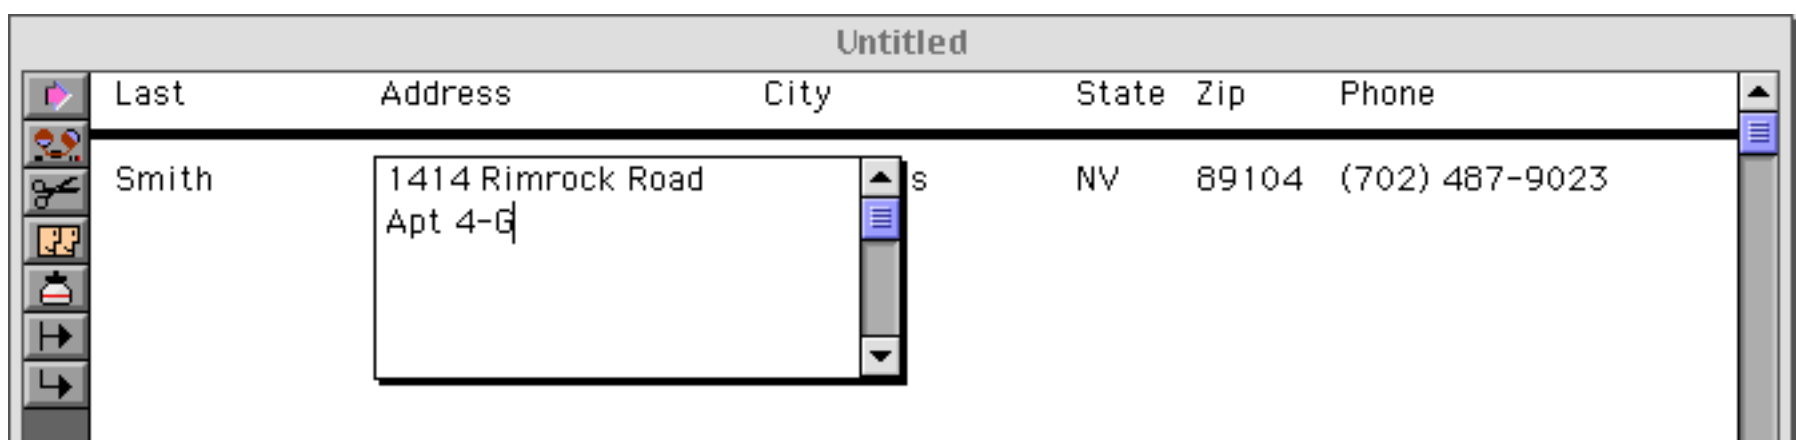 Untitled
Last Address City State Zip Phone
Smith 1414 Rimrock Road s NV 89104 (702) 487-9023
Apt 4-G